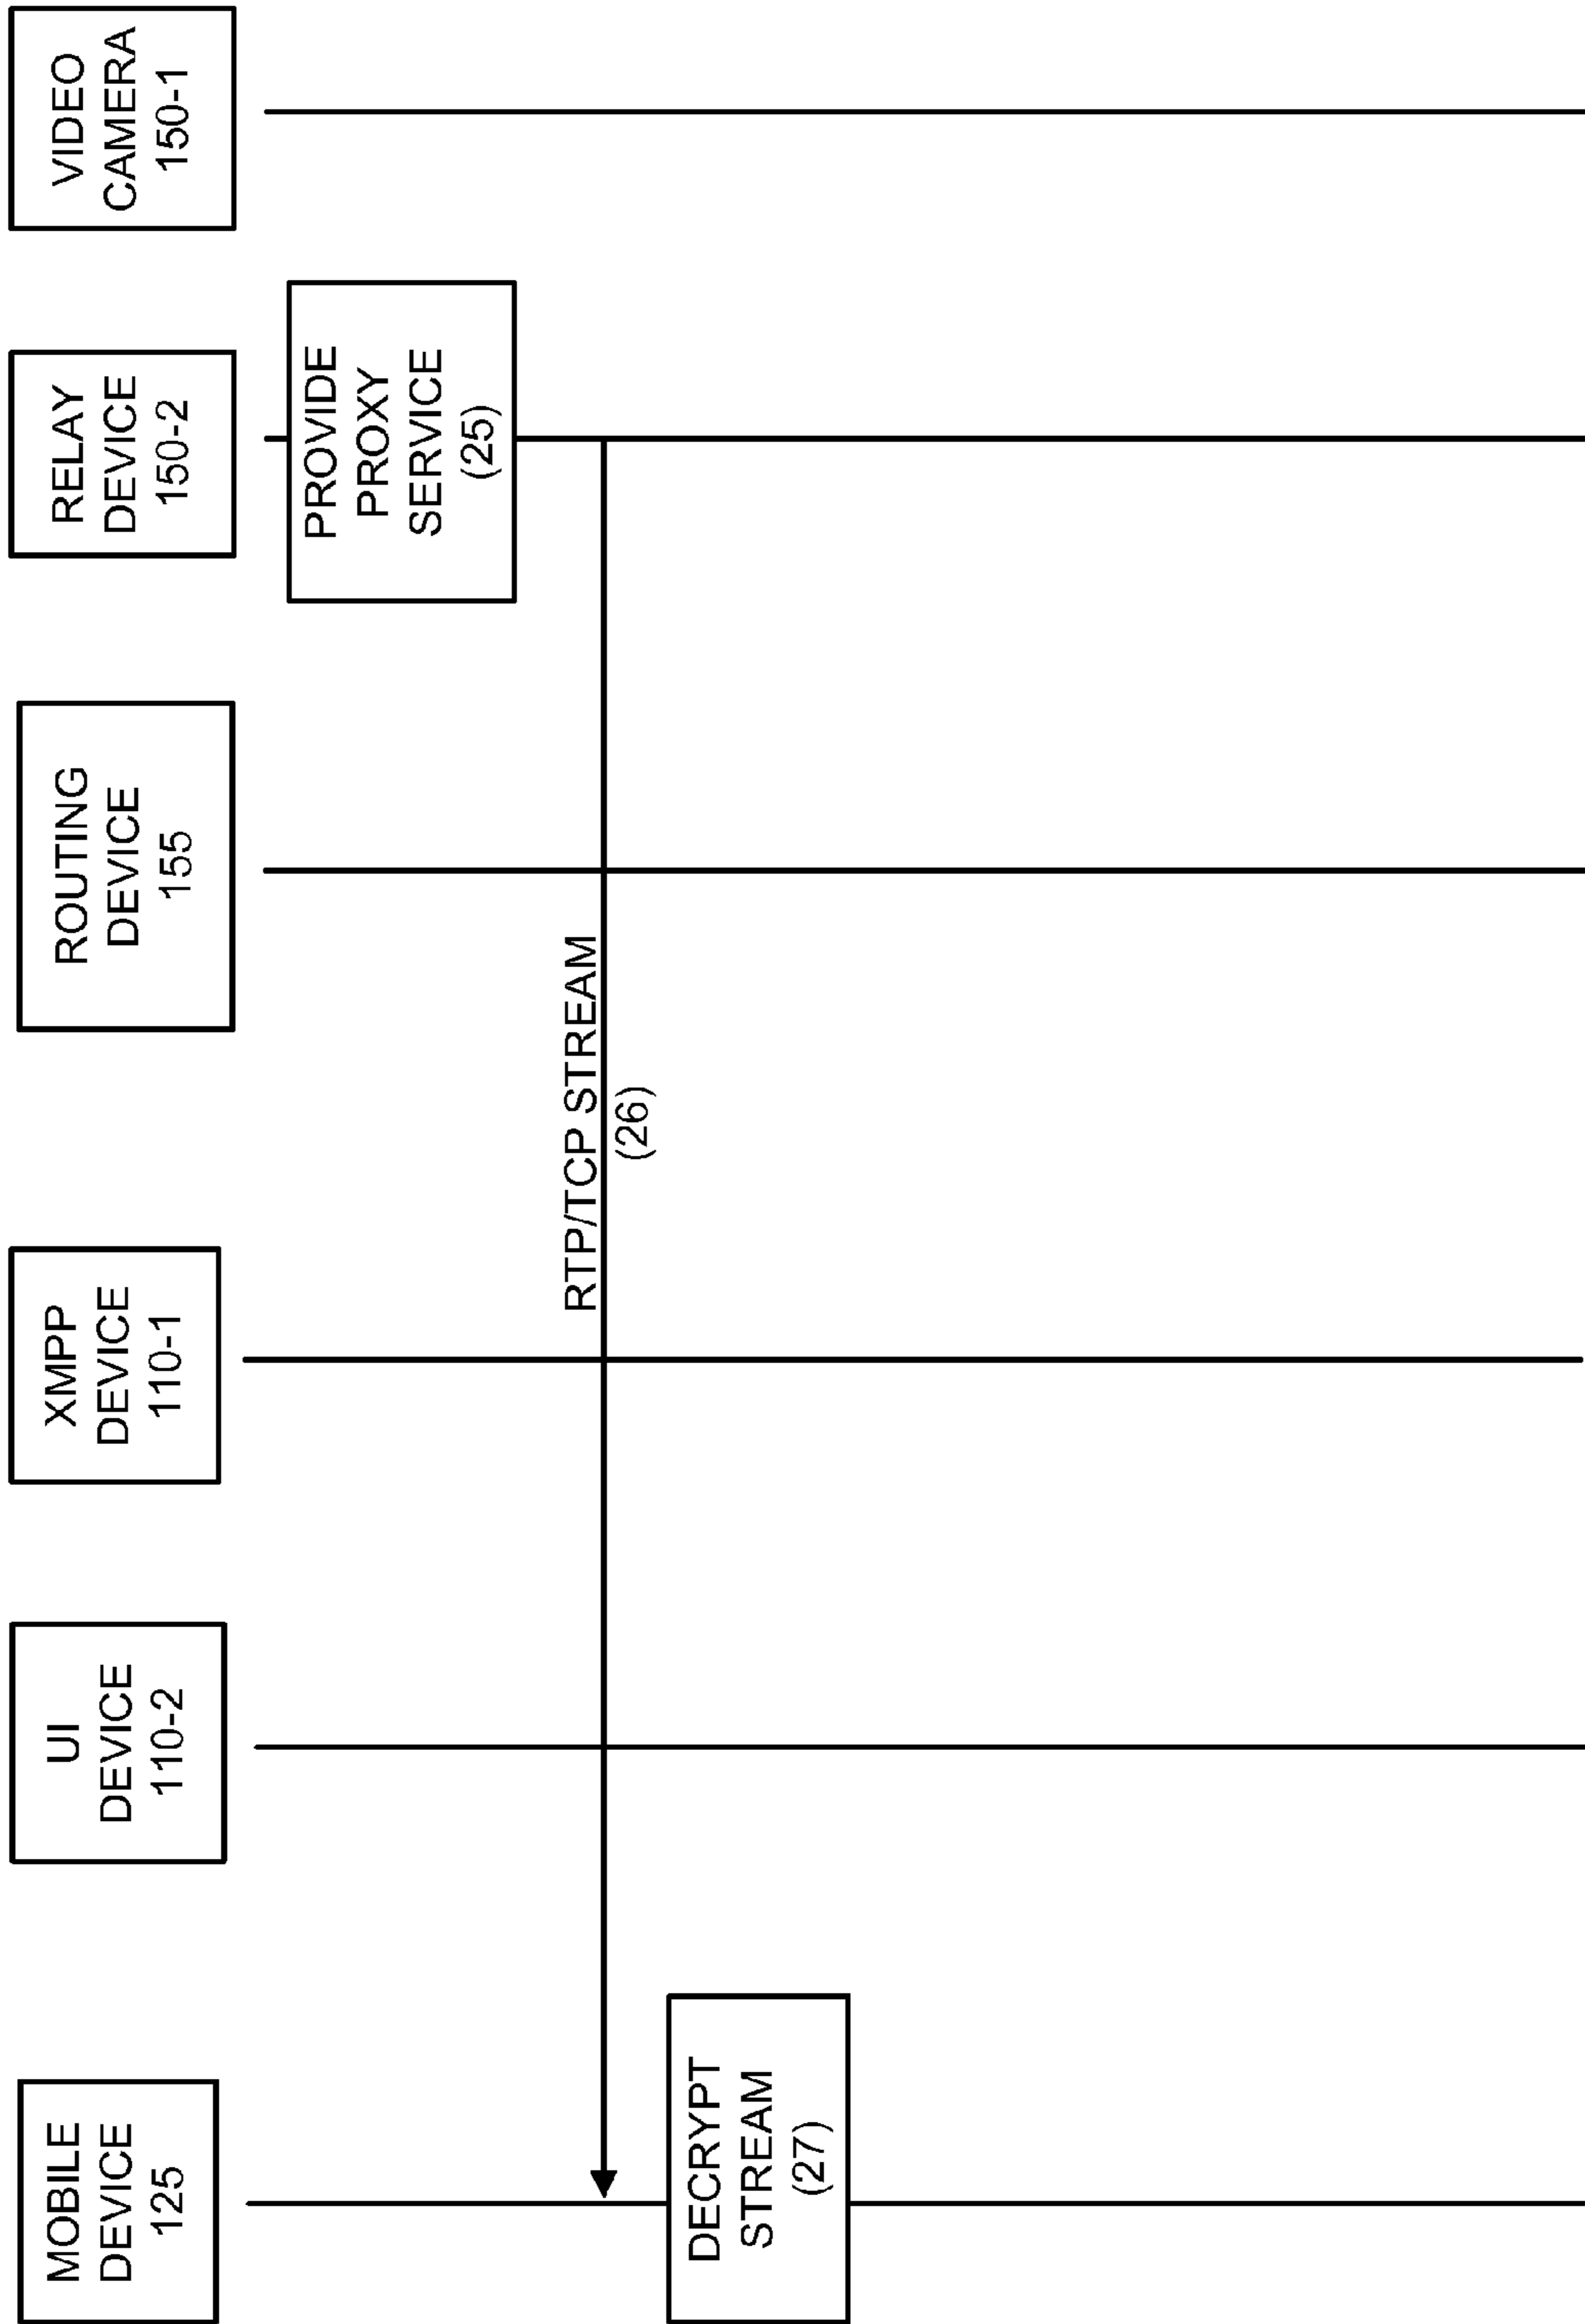 MOBILE
DEVICE
125
UI
DEVICE
110-2
XMPP
DEVICE
110-1
ROUTING
DEVICE
155
RELAY
DEVICE
150-2
VIDEO
CAMERA
150-1
PROVIDE
PROXY
SERVICE
(25)
RTP/TCP STREAM
(26)
DECRYPT
STREAM
(27)